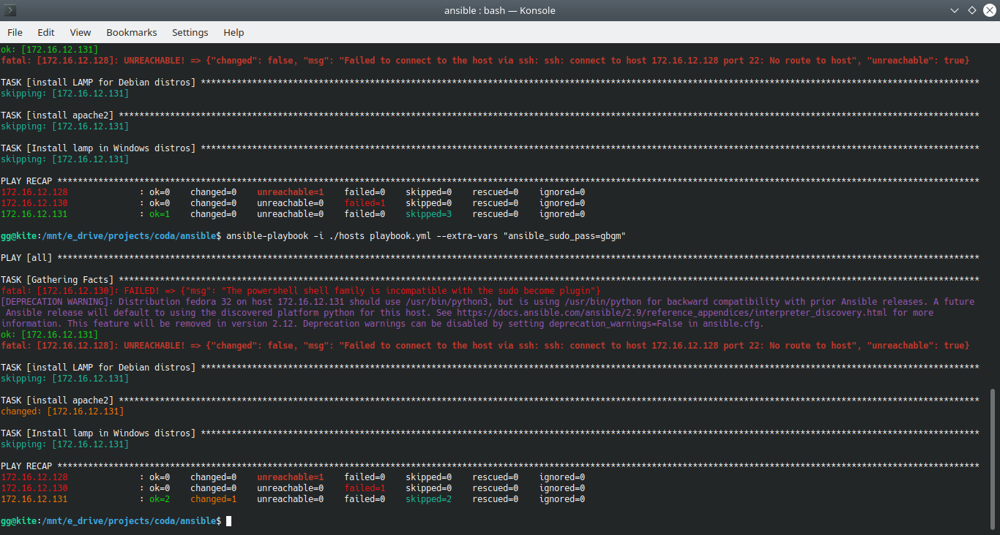 ansible : bash — Konsole
File Edit View Bookmarks Settings Help
ok: [172.16.12.131]
fatal: [172.16.12.128]: UNREACHABLE! => {"changed": false, "msg": "Failed to connect to the host via ssh: ssh: connect to host 172.16.12.128 port 22: No route to host", "unreachable": true}
TASK [install LAMP for Debian distros] ********************************************************************************************************************************************************
skipping: [172.16.12.131]
TASK [install apache2] ************************************************************************************************************************************************************************
skipping: [172.16.12.131]
TASK [Install lamp in Windows distros] ********************************************************************************************************************************************************
skipping: [172.16.12.131]
PLAY RECAP ************************************************************************************************************************************************************************************
172.16.12.128 : ok=0 changed=0 unreachable=1 failed=0 skipped=0 rescued=0 ignored=0
172.16.12.130 : ok=0 changed=0 unreachable=0 failed=1 skipped=0 rescued=0 ignored=0
172.16.12.131 : ok=1 changed=0 unreachable=0 failed=0 skipped=3 rescued=0 ignored=0
gg@kite:/mnt/e_drive/projects/coda/ansible$ ansible-playbook -i ./hosts playbook.yml --extra-vars "ansible_sudo_pass=gbgm"
PLAY [all] ************************************************************************************************************************************************************************************
TASK [Gathering Facts] ************************************************************************************************************************************************************************
fatal: [172.16.12.130]: FAILED! => {"msg": "The powershell shell family is incompatible with the sudo become plugin"}
[DEPRECATION WARNING]: Distribution fedora 32 on host 172.16.12.131 should use /usr/bin/python3, but is using /usr/bin/python for backward compatibility with prior Ansible releases. A future
Ansible release will default to using the discovered platform python for this host. See https://docs.ansible.com/ansible/2.9/reference_appendices/interpreter_discovery.html for more
information. This feature will be removed in version 2.12. Deprecation warnings can be disabled by setting deprecation_warnings=False in ansible.cfg.
ok: [172.16.12.131]
fatal: [172.16.12.128]: UNREACHABLE! => {"changed": false, "msg": "Failed to connect to the host via ssh: ssh: connect to host 172.16.12.128 port 22: No route to host", "unreachable": true}
TASK [install LAMP for Debian distros] ********************************************************************************************************************************************************
skipping: [172.16.12.131]
TASK [install apache2] ************************************************************************************************************************************************************************
changed: [172.16.12.131]
TASK [Install lamp in Windows distros] ********************************************************************************************************************************************************
skipping: [172.16.12.131]
PLAY RECAP ************************************************************************************************************************************************************************************
172.16.12.128 : ok=0 changed=0 unreachable=1 failed=0 skipped=0 rescued=0 ignored=0
172.16.12.130 : ok=0 changed=0 unreachable=0 failed=1 skipped=0 rescued=0 ignored=0
172.16.12.131 : ok=2 changed=1 unreachable=0 failed=0 skipped=2 rescued=0 ignored=0
gg@kite:/mnt/e_drive/projects/coda/ansible$